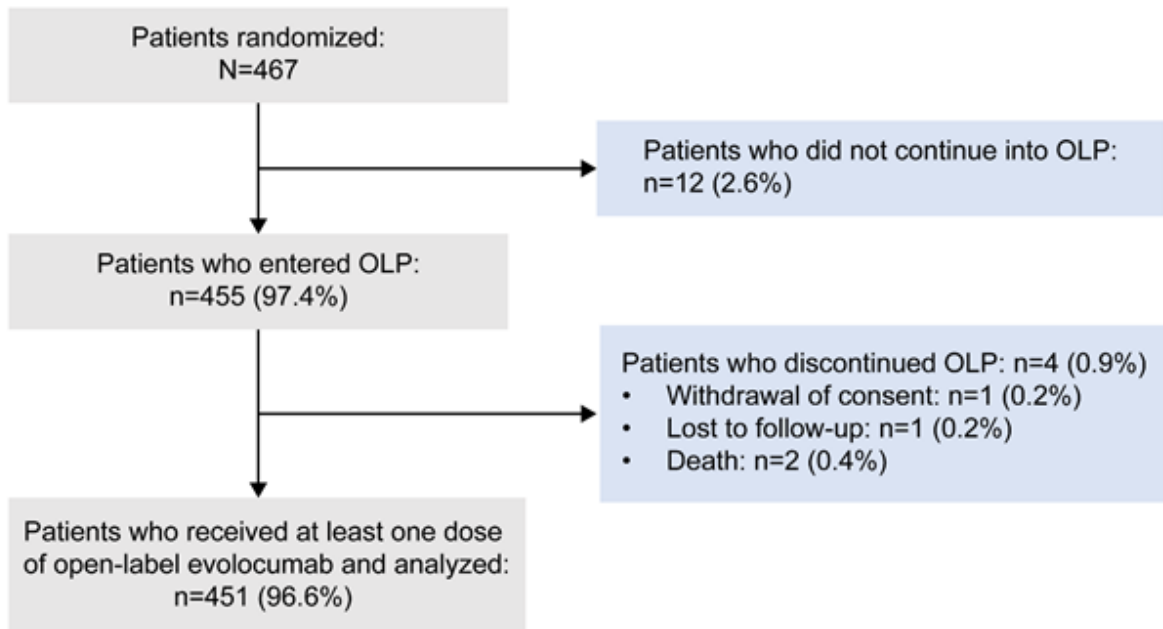 Patients randomized:
N=467
Patients who did not continue into OLP:
n=12 (2.6%)
Patients who entered OLP:
n=455 (97.4%)
Patients who discontinued OLP: n=4 (0.9%)
• Withdrawal of consent: n=1 (0.2%)
• Lost to follow-up: n=1 (0.2%)
• Death: n=2 (0.4%)
Patients who received at least one dose
of open-label evolocumab and analyzed:
n=451 (96.6%)